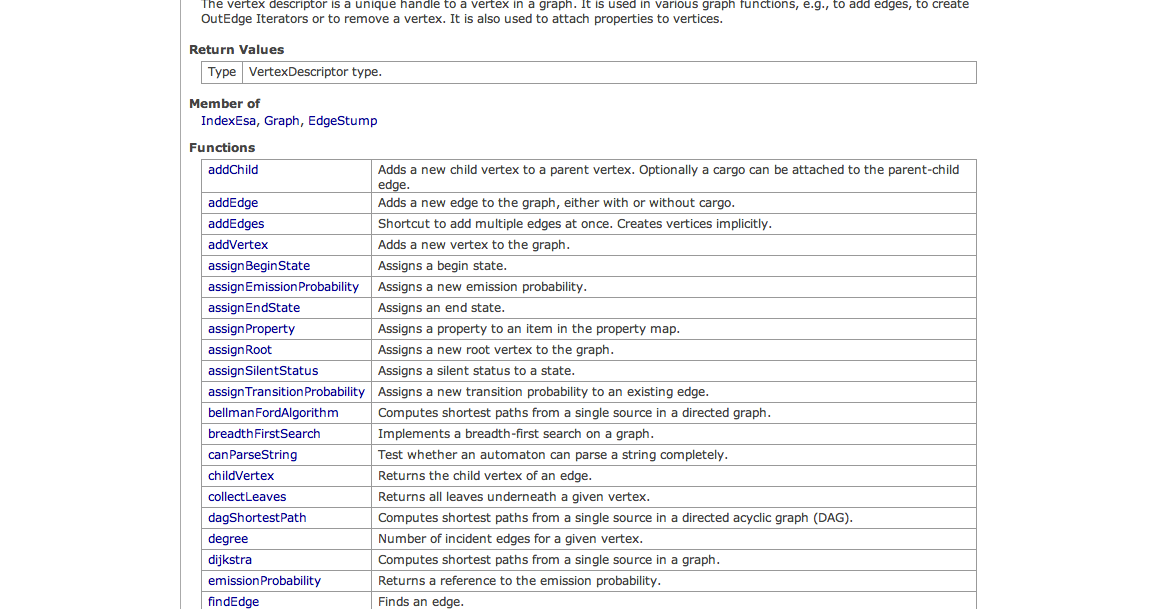 The vertex descriptor is a unique handle to a vertex in a graph. It is used in various graph functions, e.g., to add edges, to create
OutEdge Iterators or to remove a vertex. It is also used to attach properties to vertices.
Return Values
Type VertexDescriptor type.
Member of
IndexEsa, Graph, EdgeStump
Functions
addChild Adds a new child vertex to a parent vertex. Optionally a cargo can be attached to the parent-child
edge.
addEdge Adds a new edge to the graph, either with or without cargo.
addEdges Shortcut to add multiple edges at once. Creates vertices implicitly.
addVertex Adds a new vertex to the graph.
assignBeginState Assigns a begin state.
assignEmissionProbability Assigns a new emission probability.
assignEndState Assigns an end state.
assignProperty Assigns a property to an item in the property map.
assignRoot Assigns a new root vertex to the graph.
assignSilentStatus Assigns a silent status to a state.
assignTransitionProbability Assigns a new transition probability to an existing edge.
bellmanFordAlgorithm Computes shortest paths from a single source in a directed graph.
breadthFirstSearch Implements a breadth-first search on a graph.
canParseString Test whether an automaton can parse a string completely.
childVertex Returns the child vertex of an edge.
collectLeaves Returns all leaves underneath a given vertex.
dagShortestPath Computes shortest paths from a single source in a directed acyclic graph (DAG).
degree Number of incident edges for a given vertex.
dijkstra Computes shortest paths from a single source in a graph.
emissionProbability Returns a reference to the emission probability.
findEdge Finds an edge.